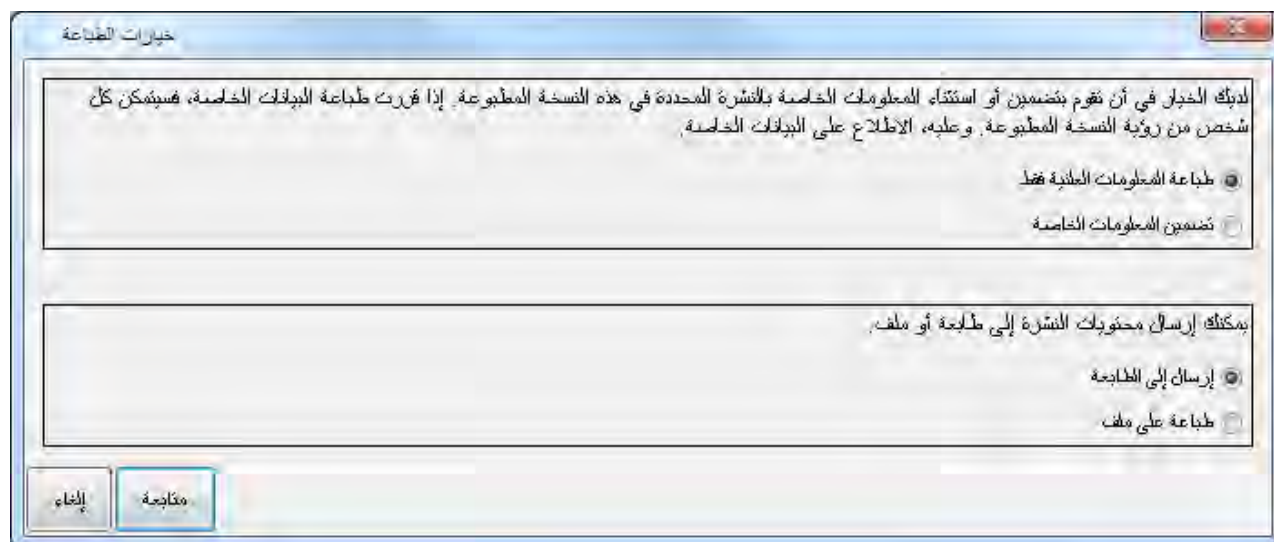 خيارات الطباعة
لديك الخيار في أن تقوم بتضمين أو استثناء المعلومات الخاصة بالنشرة المحددة في هذه النسخة المطبوعة. إذا قررت طباعة البيانات الخاصة، فسيتمكن كل
شخص من رؤية النسخة المطبوعة. وعليه، الاطلاع على البيانات الخاصة.
طباعة المعلومات العلنية فقط
تضمين المعلومات الخاصة
يمكنك إرسال محتويات النشرة إلى طابعة أو ملف.
إرسال إلى الطابعة
طباعة على ملف
متابعة
إلغاء